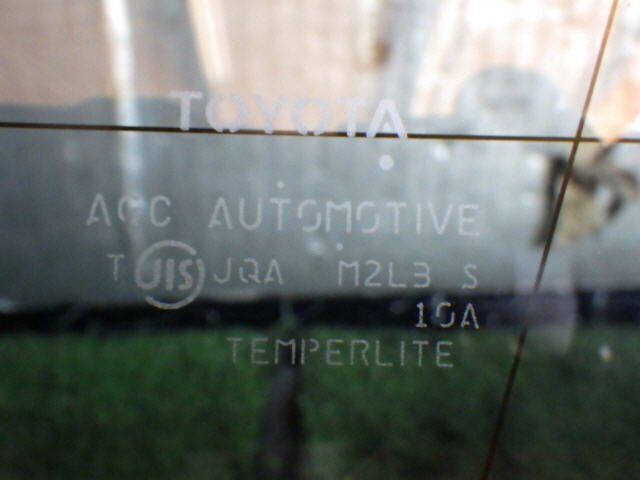 TOYOTA
AGC AUTOMOTIVE
T JIS JQA M2L3 S
10A
TEMPERLITE